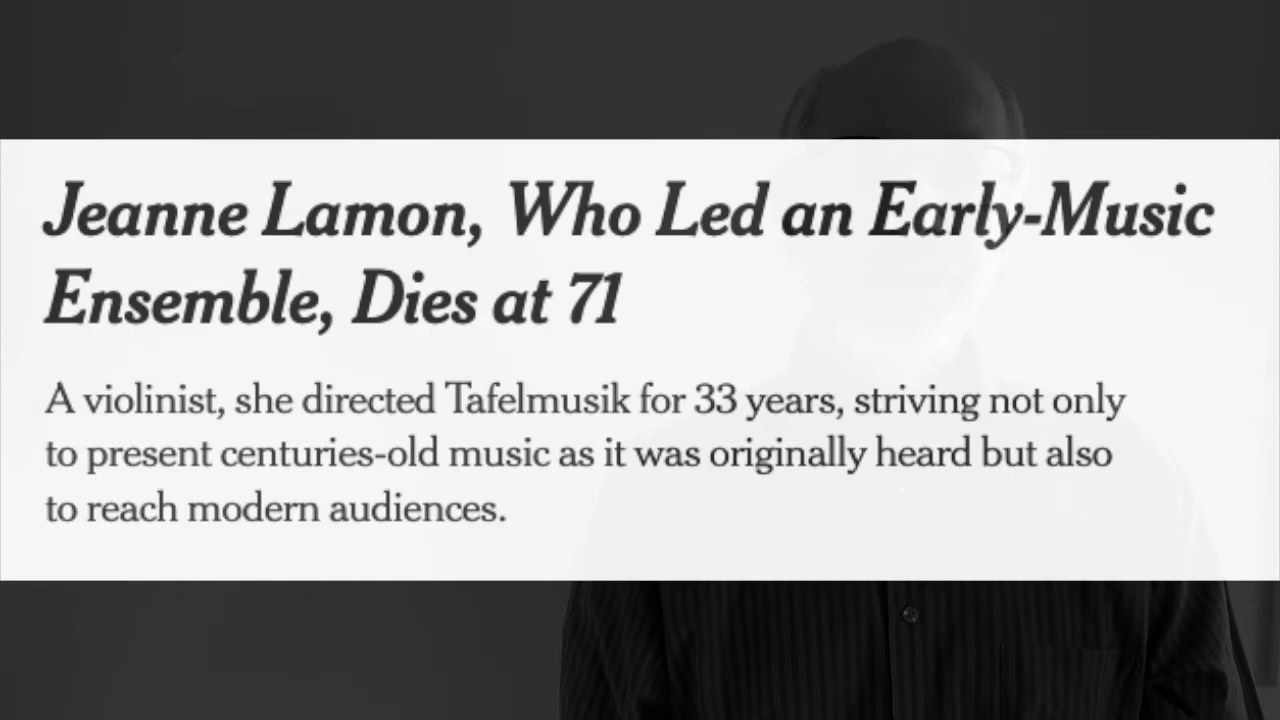 Jeanne Lamon, Who Led an Early-Music
Ensemble, Dies at 71
A violinist, she directed Tafelmusik for 33 years, striving not only
to present centuries-old music as it was originally heard but also
to reach modern audiences.